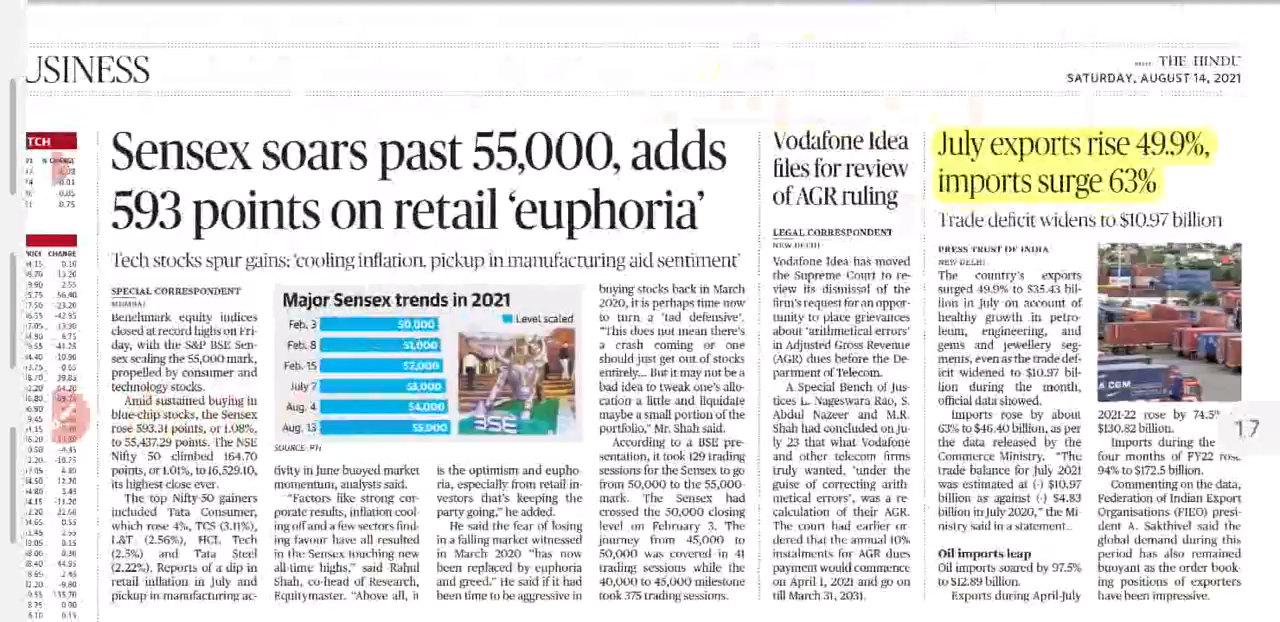 USINESS
THE HINDU
SATURDAY, AUGUST 14, 2021
TCH
Sensex soars past 55,000, adds
593 points on retail ‘euphoria’
Tech stocks spur gains; ‘cooling inflation, pickup in manufacturing aid sentiment’
SPECIAL CORRESPONDENT
MUMBAI
Benchmark equity indices
closed at record highs on Fri-
day, with the S&P BSE Sen-
sex scaling the 55,000 mark,
propelled by consumer and
technology stocks.
Amid sustained buying in
blue-chip stocks, the Sensex
rose 593.31 points, or 1.08%,
to 55,437.29 points. The NSE
Nifty 50 climbed 164.70
points, or 1.01%, to 16,529.10,
its highest close ever.
The top Nifty-50 gainers
included Tata Consumer,
which rose 4%, TCS (3.11%),
L&T (2.56%), HCL Tech
(2.5%) and Tata Steel
(2.22%). Reports of a dip in
retail inflation in July and
pickup in manufacturing ac-
Major Sensex trends in 2021
Level scaled
Feb. 3 50,000
Feb. 8 51,000
Feb. 15 52,000
July 7 53,000
Aug. 4 54,000
Aug. 13 55,000
BSE
SOURCE: PTI
tivity in June buoyed market
momentum, analysts said.
“Factors like strong cor-
porate results, inflation cool-
ing off and a few sectors find-
ing favour have all resulted
in the Sensex touching new
all-time highs,” said Rahul
Shah, co-head of Research,
Equitymaster. “Above all, it
is the optimism and eupho-
ria, especially from retail in-
vestors that’s keeping the
party going,” he added.
He said the fear of losing
in a falling market witnessed
in March 2020 “has now
been replaced by euphoria
and greed.” He said if it had
been time to be aggressive in
buying stocks back in March
2020, it is perhaps time now
to turn a ‘tad defensive’.
“This does not mean there’s
a crash coming or one
should just get out of stocks
entirely... But it may not be a
bad idea to tweak one’s allo-
cation a little and liquidate
maybe a small portion of the
portfolio,” Mr. Shah said.
According to a BSE pre-
sentation, it took 129 trading
sessions for the Sensex to go
from 50,000 to the 55,000-
mark. The Sensex had
crossed the 50,000 closing
level on February 3. The
journey from 45,000 to
50,000 was covered in 41
trading sessions while the
40,000 to 45,000 milestone
took 375 trading sessions.
Vodafone Idea
files for review
of AGR ruling
LEGAL CORRESPONDENT
NEW DELHI
Vodafone Idea has moved
the Supreme Court to re-
view its dismissal of the
firm’s request for an oppor-
tunity to place grievances
about ‘arithmetical errors’
in Adjusted Gross Revenue
(AGR) dues before the De-
partment of Telecom.
A Special Bench of Jus-
tices L. Nageswara Rao, S.
Abdul Nazeer and M.R.
Shah had concluded on Ju-
ly 23 that what Vodafone
and other telecom firms
truly wanted, ‘under the
guise of correcting arith-
metical errors’, was a re-
calculation of their AGR.
The court had earlier or-
dered that the annual 10%
instalments for AGR dues
payment would commence
on April 1, 2021 and go on
till March 31, 2031.
July exports rise 49.9%,
imports surge 63%
Trade deficit widens to $10.97 billion
PRESS TRUST OF INDIA
NEW DELHI
The country’s exports
surged 49.9% to $35.43 bil-
lion in July on account of
healthy growth in petro-
leum, engineering, and
gems and jewellery seg-
ments, even as the trade def-
icit widened to $10.97 bil-
lion during the month,
official data showed.
Imports rose by about
63% to $46.40 billion, as per
the data released by the
Commerce Ministry. “The
trade balance for July 2021
was estimated at (-) $10.97
billion as against (-) $4.83
billion in July 2020,” the Mi-
nistry said in a statement.
Oil imports leap
Oil imports soared by 97.5%
to $12.89 billion.
Exports during April-July
2021-22 rose by 74.5%
$130.82 billion.
Imports during the
four months of FY22 rose
94% to $172.5 billion.
Commenting on the data,
Federation of Indian Export
Organisations (FIEO) presi-
dent A. Sakthivel said the
global demand during this
period has also remained
buoyant as the order book-
ing positions of exporters
have been impressive.
17